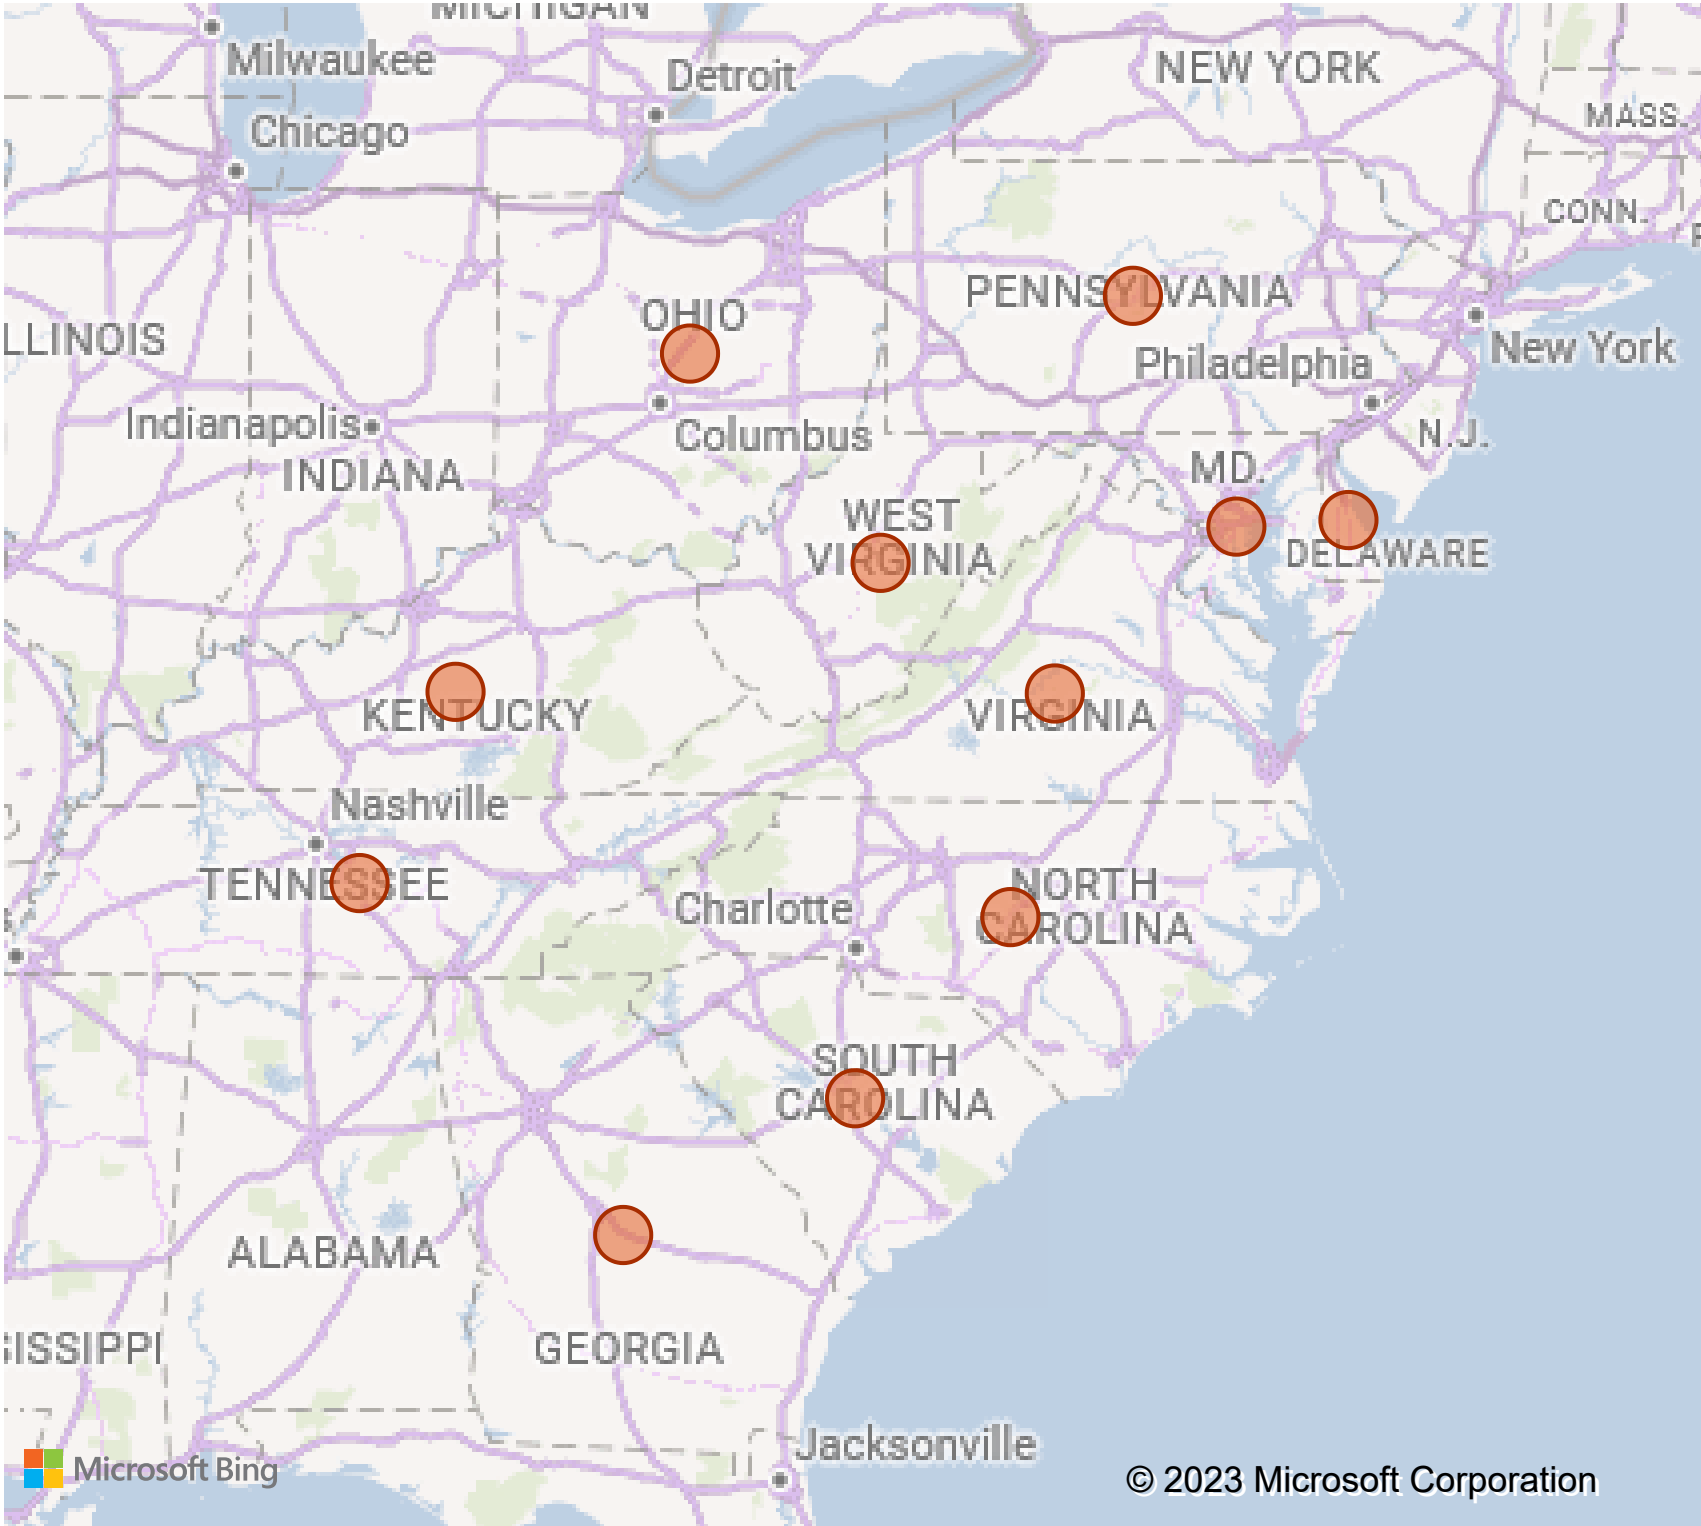 MICHIGAN
Milwaukee
Detroit
NEW YORK
Chicago
MASS.
CONN.
PENNSYLVANIA
OHIO
LLINOIS
New York
Philadelphia
Indianapolis
Columbus
N.J.
INDIANA
MD.
WEST
VIRGINIA
DELAWARE
KENTUCKY
VIRGINIA
Nashville
TENNESSEE
NORTH
CAROLINA
Charlotte
SOUTH
CAROLINA
ALABAMA
SISSIPPI
GEORGIA
Jacksonville
Microsoft Bing
© 2023 Microsoft Corporation